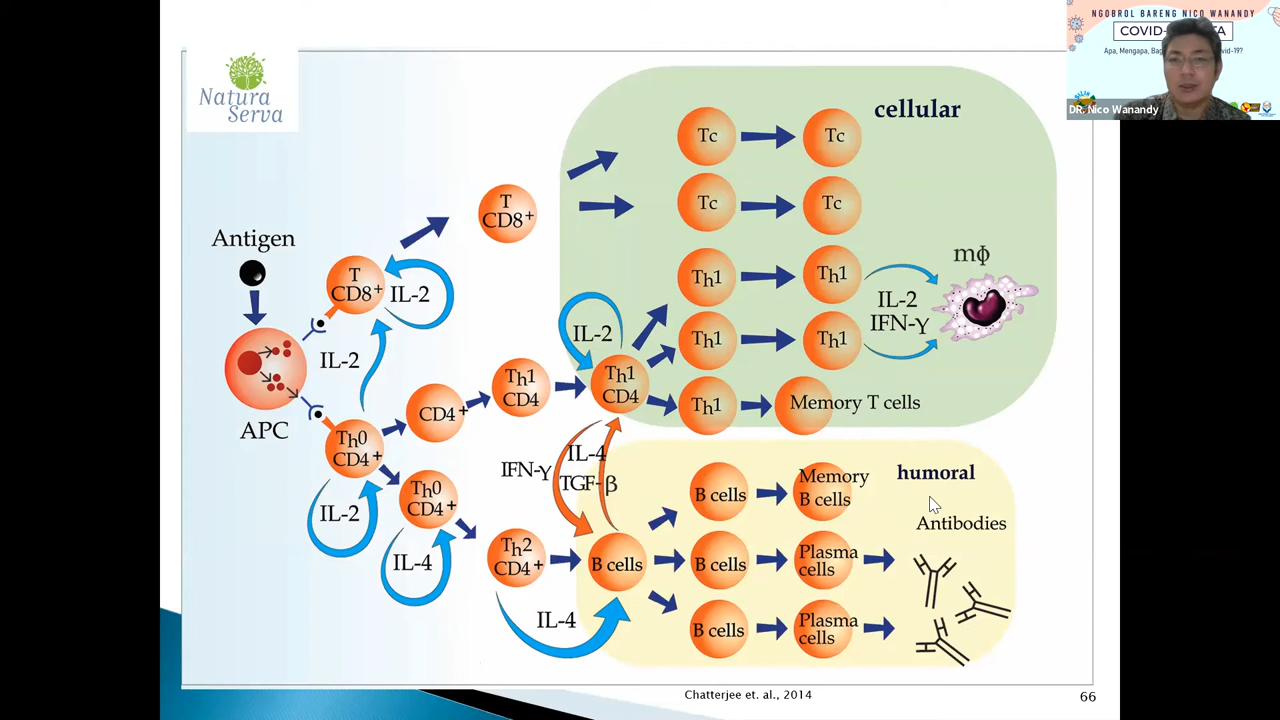 Natura
Serva
NGOBROL BARENG NICO WANANDY
Apa, Mengapa,
DR. Nico Wanandy
cellular
Tc
Tc
Tc
Tc
T
CD8+
Antigen
T
CD8+
IL-2
IL-2
APC
Th1
Th1
IL-2
IFN-γ
mφ
IL-2
Th1
Th1
Th1
CD4
Th1
CD4
Th1
Memory T cells
CD4+
Th0
CD4+
IL-2
Th0
CD4+
IL-4
Th2
CD4+
IL-4
IFN-γ
IL-4
TGF-β
humoral
B cells
B cells
Memory
B cells
B cells
Plasma
cells
B cells
Plasma
cells
Antibodies
Chatterjee et. al., 2014
66